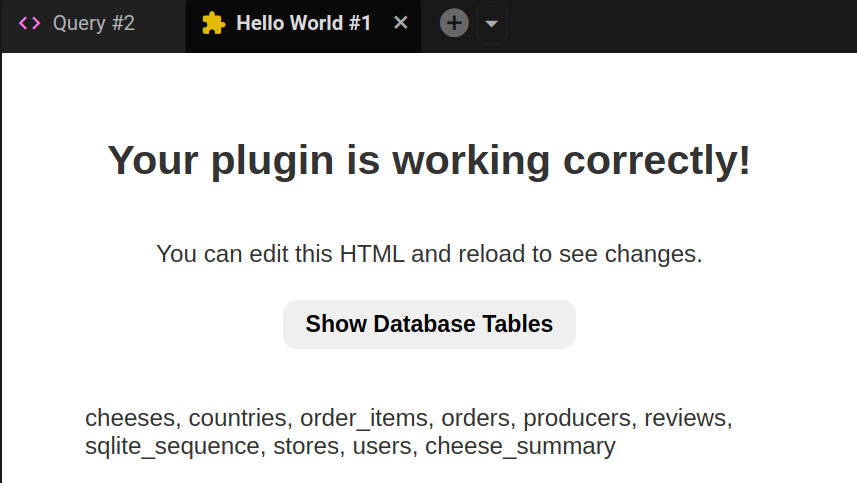 Query #2
Hello World #1
Your plugin is working correctly!
You can edit this HTML and reload to see changes.
Show Database Tables
cheeses, countries, order_items, orders, producers, reviews,
sqlite_sequence, stores, users, cheese_summary